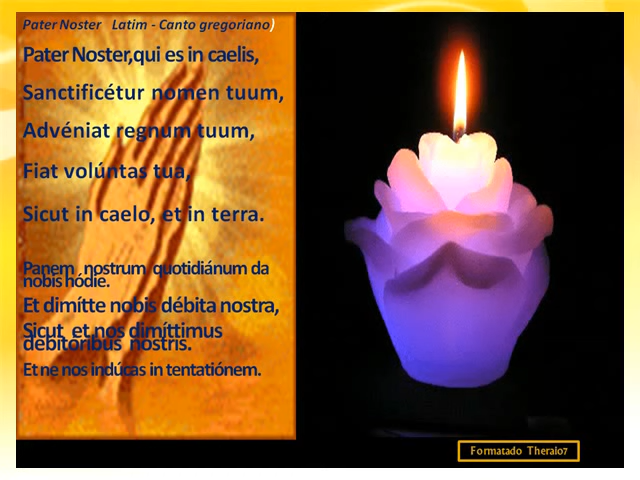 Pater Noster Latim - Canto gregoriano)
Pater Noster,qui es in caelis,
Sanctificétur nomen tuum,
Advéniat regnum tuum,
Fiat volúntas tua,
Sicut in caelo, et in terra.
Panem nostrum quotidiánum da
nobis hódie.
Et dimítte nobis débita nostra,
Sicut et nos dimíttimus
debitoribus nostris.
Et ne nos indúcas in tentatiónem.
Formatado Theraio7